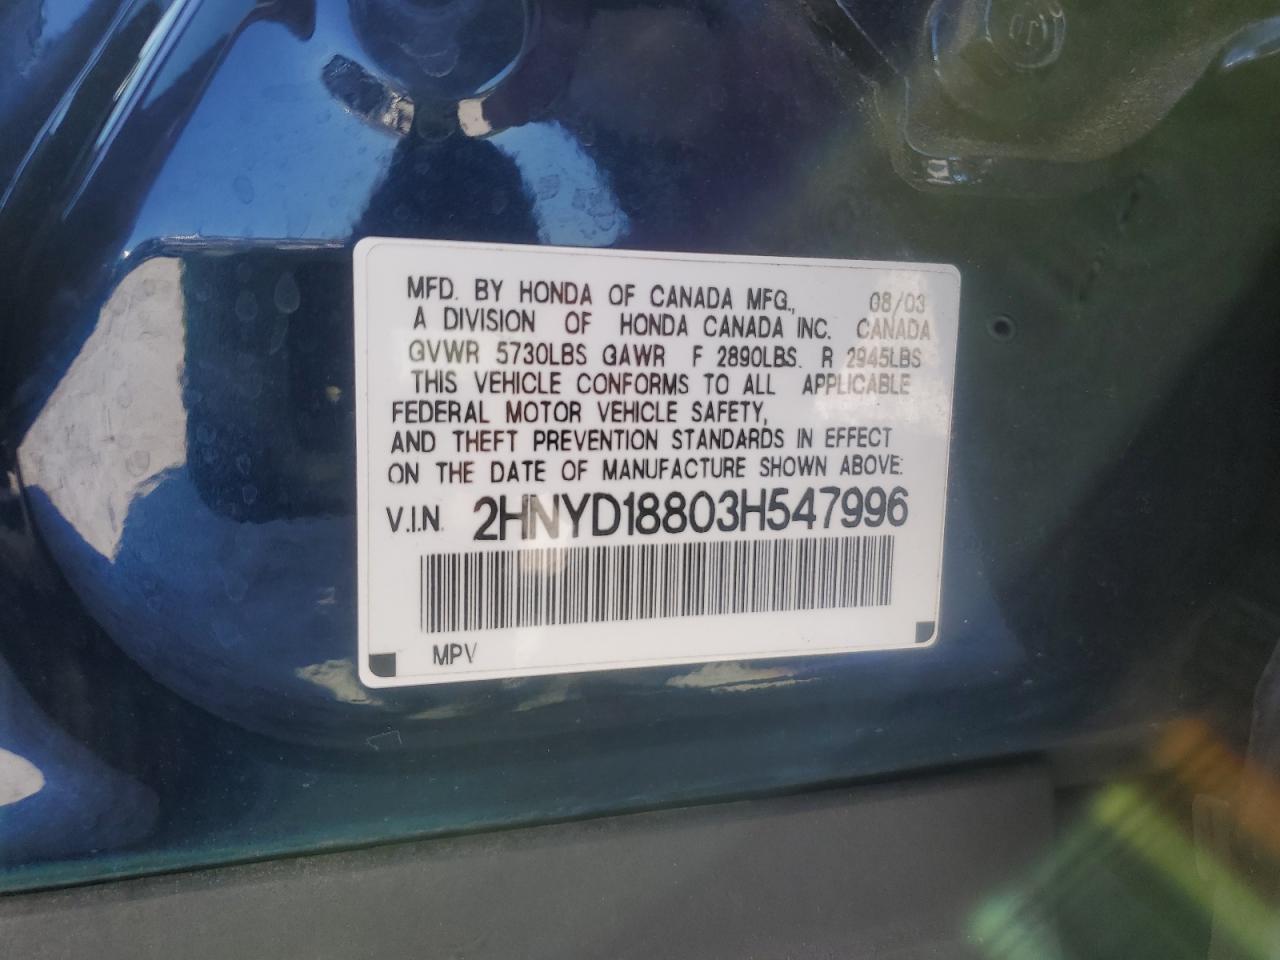 MFD. BY HONDA OF CANADA MFG., 08/03
A DIVISION OF HONDA CANADA INC. CANADA
GVWR 5730LBS GAWR F 2890LBS. R 2945LBS
THIS VEHICLE CONFORMS TO ALL APPLICABLE
FEDERAL MOTOR VEHICLE SAFETY,
AND THEFT PREVENTION STANDARDS IN EFFECT
ON THE DATE OF MANUFACTURE SHOWN ABOVE:
V.I.N. 2HNYD18803H547996
MPV